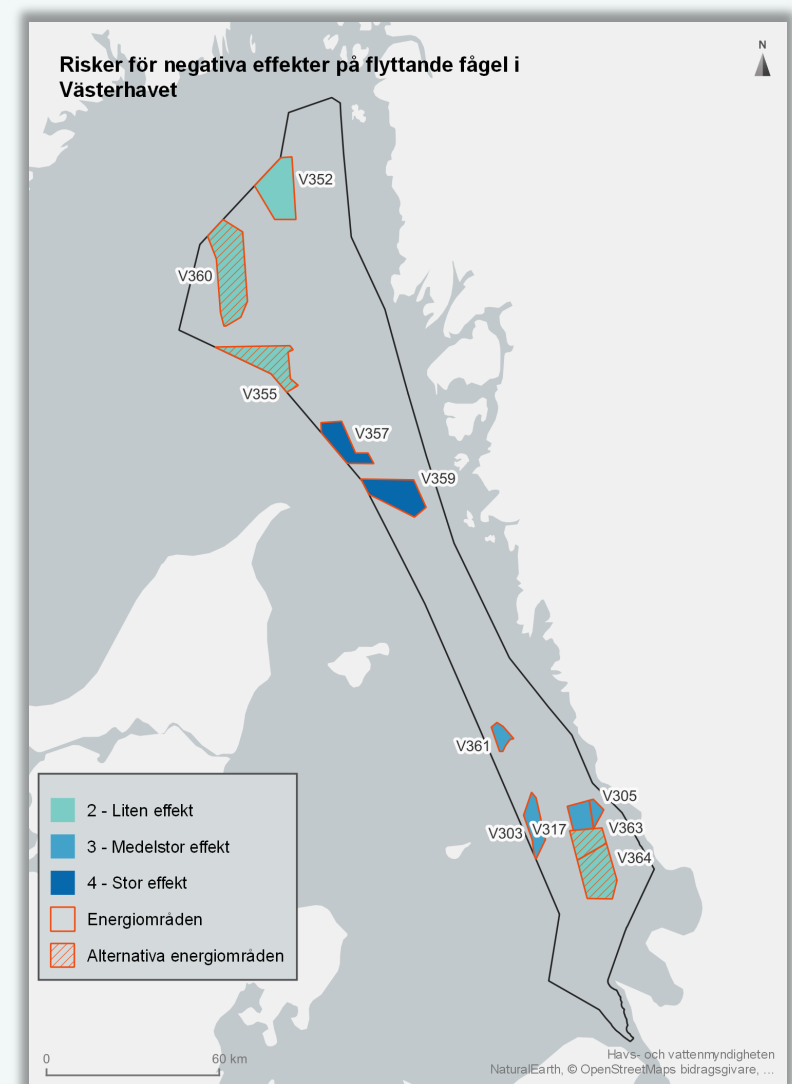 Risker för negativa effekter på flyttande fågel i
Västerhavet
N
V352
V360
V355
V357
V359
V361
V305
V303
V317
V363
V364
2 - Liten effekt
3 - Medelstor effekt
4 - Stor effekt
Energiområden
Alternativa energiområden
0
60 km
Havs- och vattenmyndigheten
NaturalEarth, © OpenStreetMaps bidragsgivare, ...